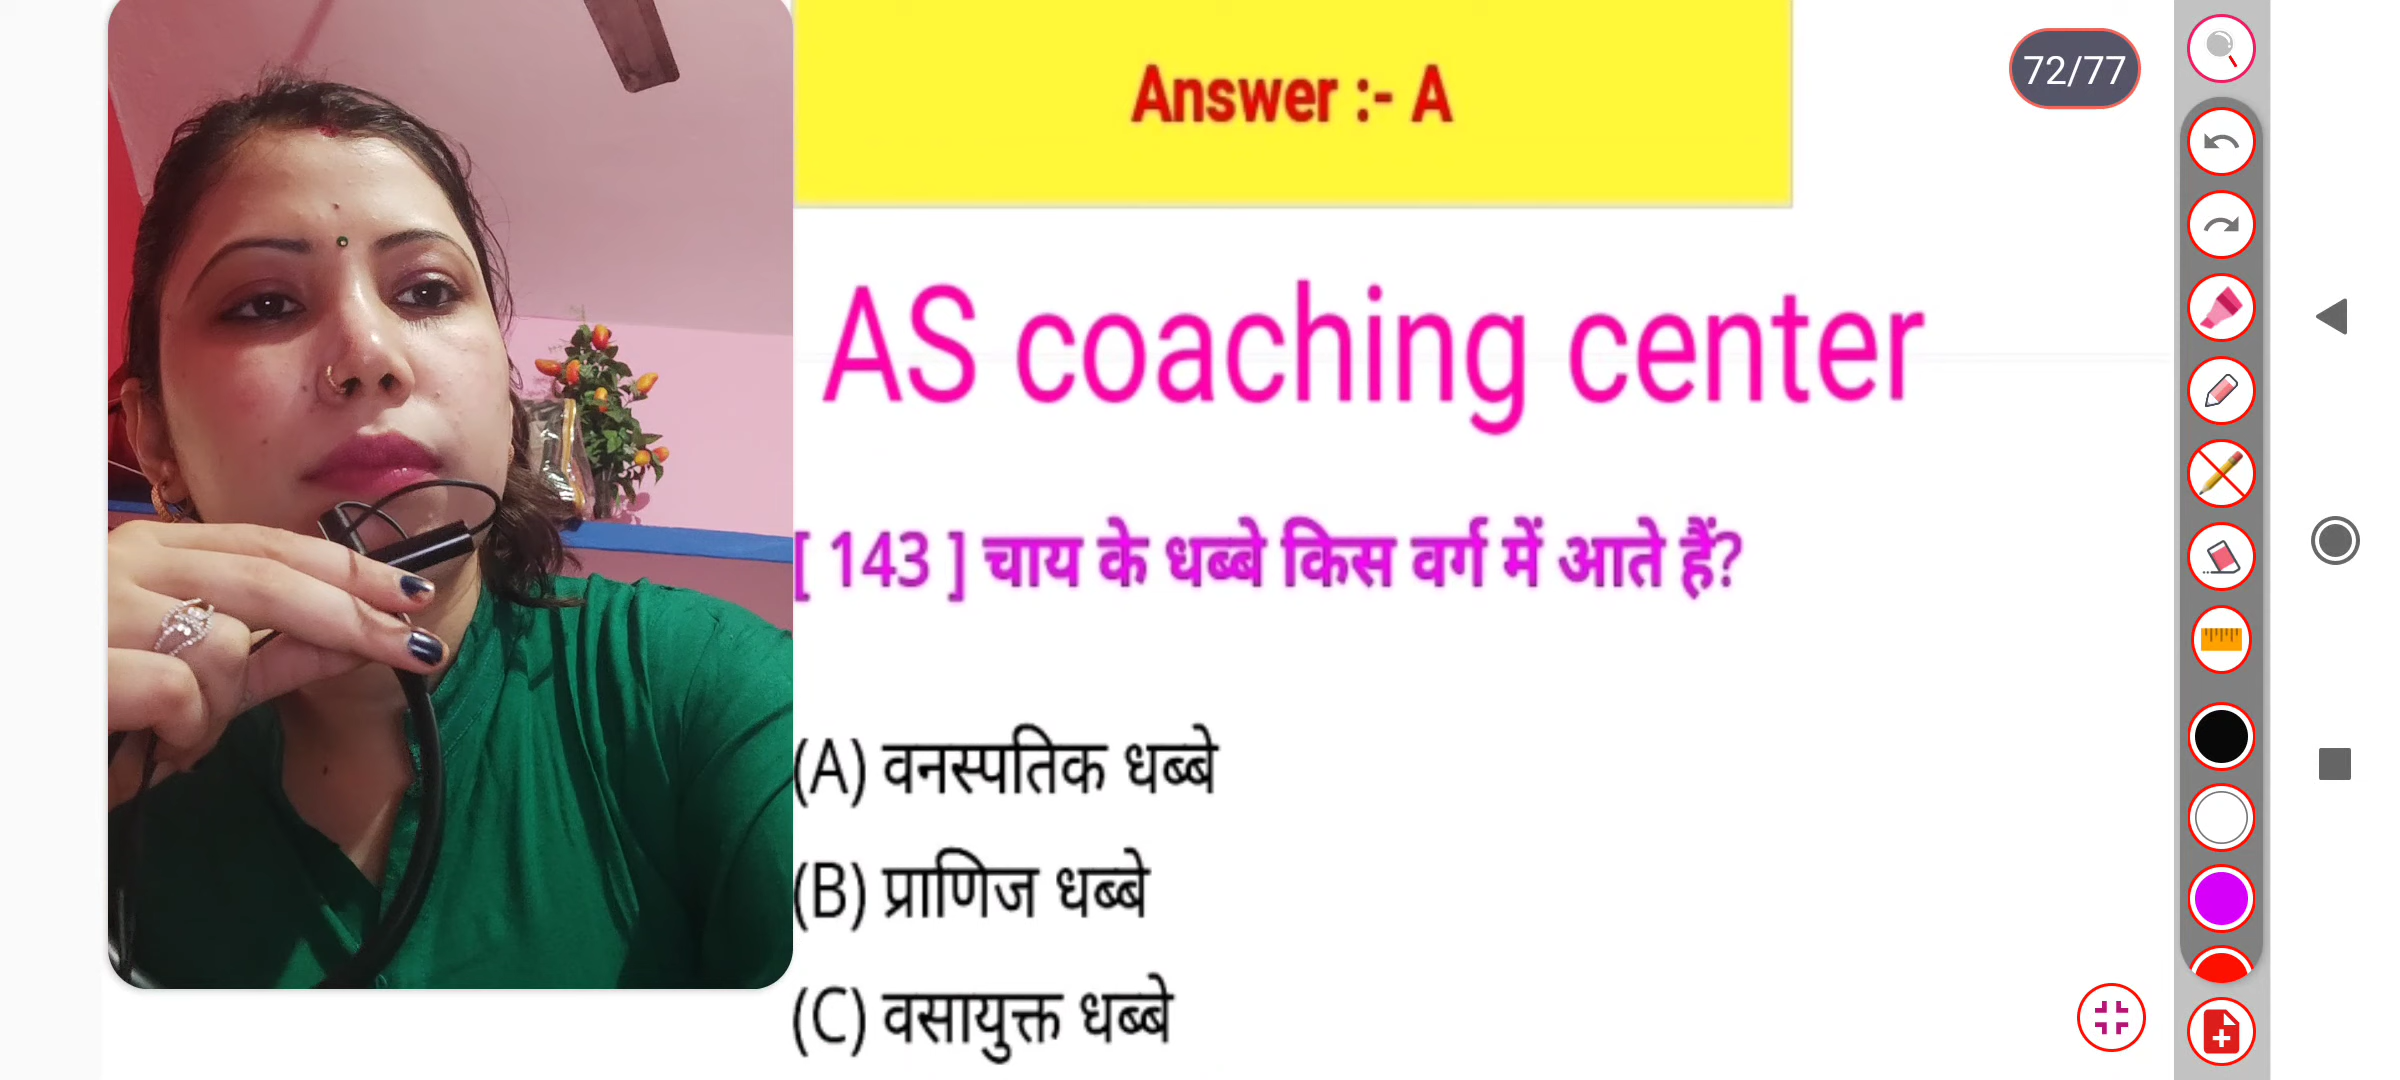 Answer :- A
72/77
AS coaching center
[ 143 ] चाय के धब्बे किस वर्ग में आते हैं?
(A) वनस्पतिक धब्बे
(B) प्राणिज धब्बे
(C) वसायुक्त धब्बे